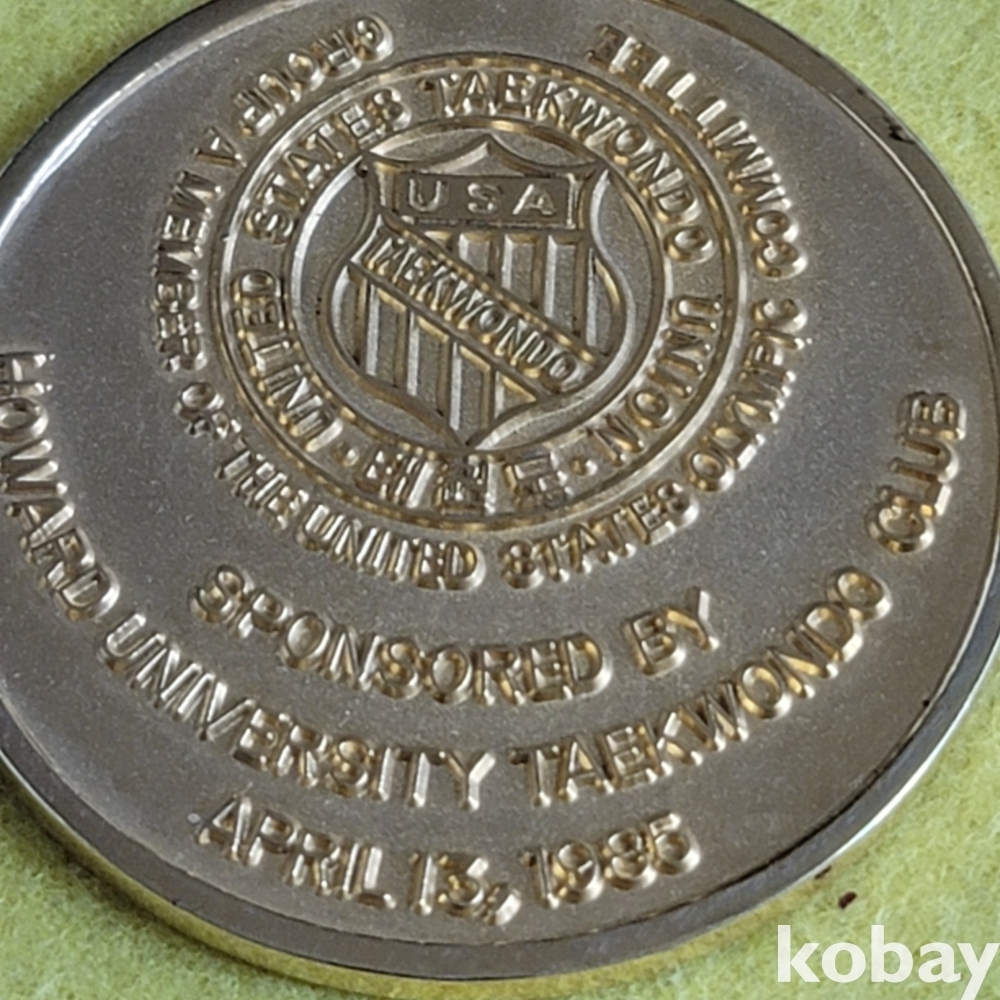 GROUP A MEMBER OF THE UNITED STATES OLYMPIC COMMITTEE
UNITED STATES TAEKWONDO UNION
USA
TAEKWONDO
SPONSORED BY
HOWARD UNIVERSITY TAEKWONDO CLUB
APRIL 13, 1985
kobay